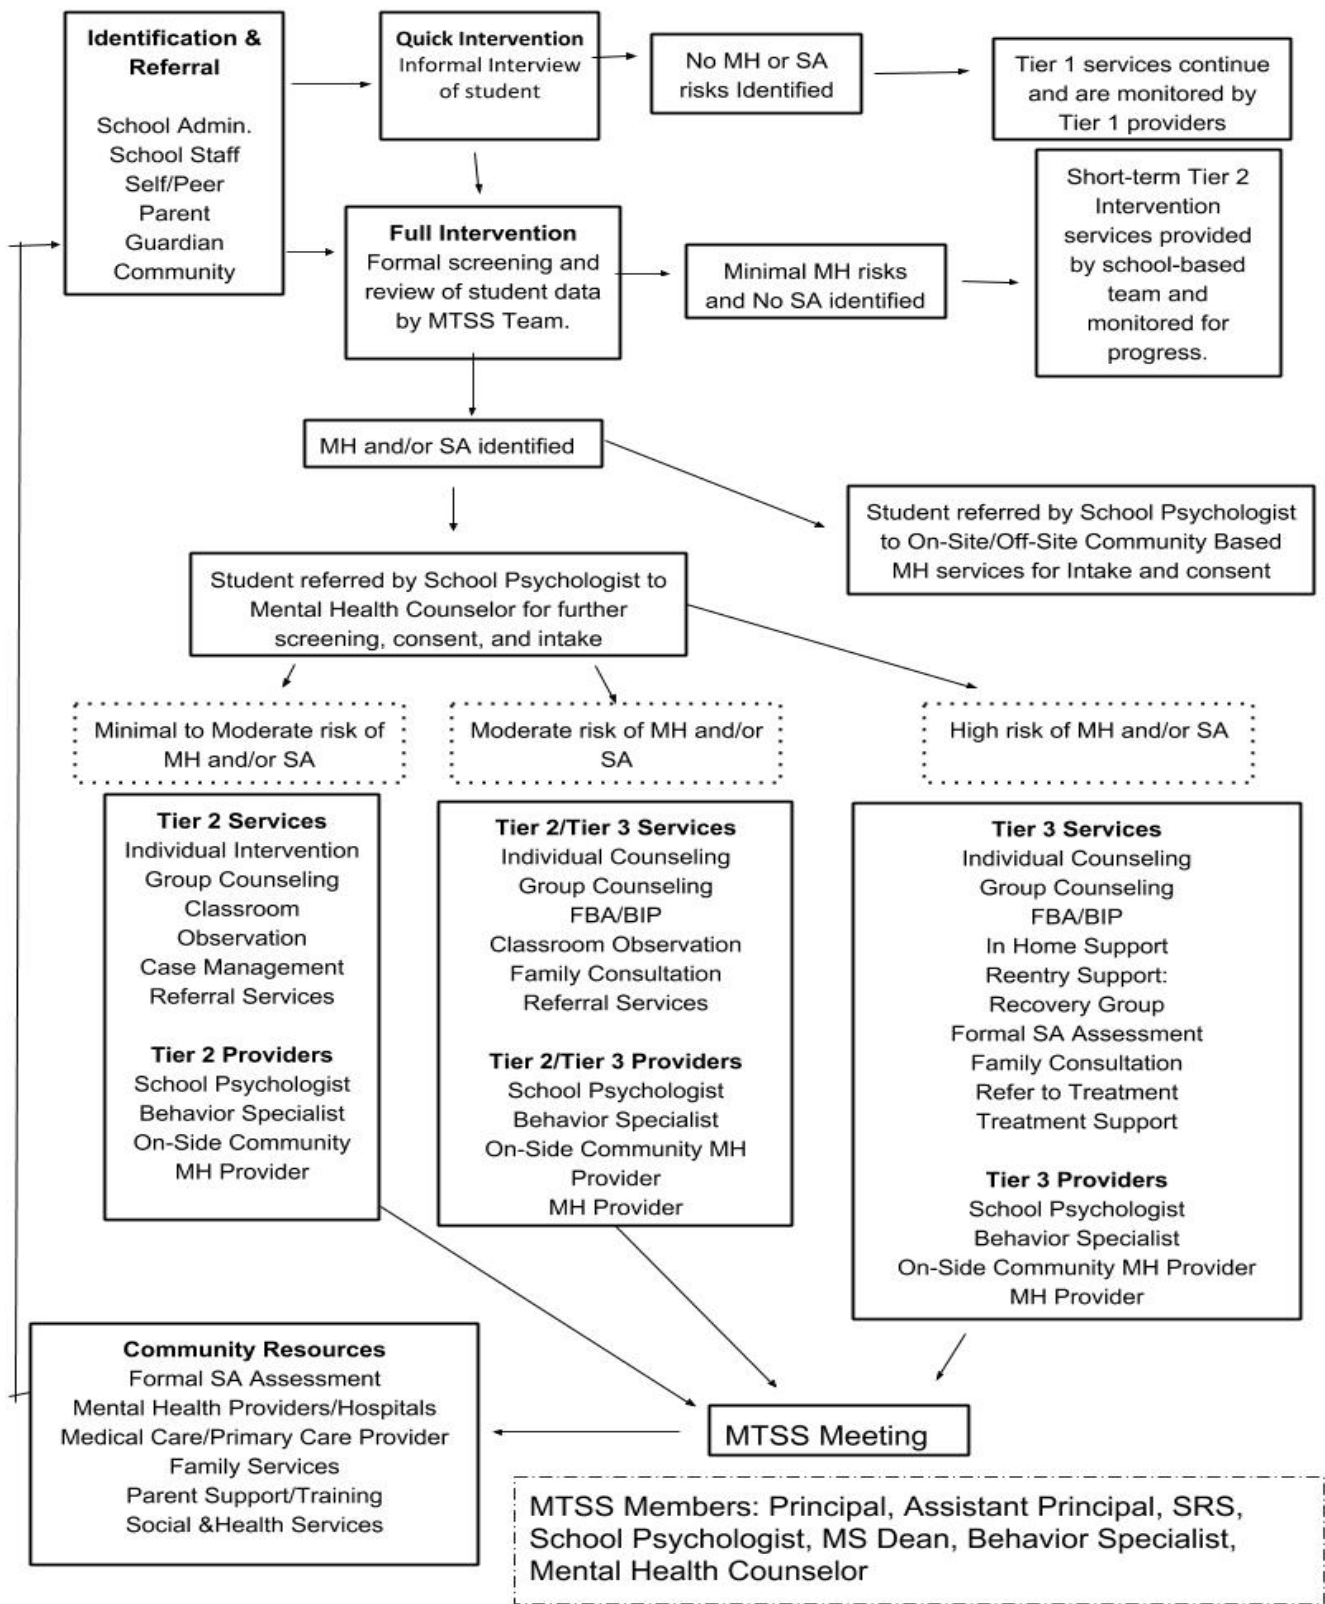 Identification &
Referral
School Admin.
School Staff
Self/Peer
Parent
Guardian
Community
Quick Intervention
Informal Interview
of student
No MH or SA
risks Identified
Tier 1 services continue
and are monitored by
Tier 1 providers
Full Intervention
Formal screening and
review of student data
by MTSS Team.
Minimal MH risks
and No SA identified
Short-term Tier 2
Intervention
services provided
by school-based
team and
monitored for
progress.
MH and/or SA identified
Student referred by School Psychologist
to On-Site/Off-Site Community Based
MH services for Intake and consent
Student referred by School Psychologist to
Mental Health Counselor for further
screening, consent, and intake
Minimal to Moderate risk of
MH and/or SA
Moderate risk of MH and/or
SA
High risk of MH and/or SA
Tier 2 Services
Individual Intervention
Group Counseling
Classroom
Observation
Case Management
Referral Services
Tier 2 Providers
School Psychologist
Behavior Specialist
On-Side Community
MH Provider
Tier 2/Tier 3 Services
Individual Counseling
Group Counseling
FBA/BIP
Classroom Observation
Family Consultation
Referral Services
Tier 2/Tier 3 Providers
School Psychologist
Behavior Specialist
On-Side Community MH
Provider
MH Provider
Tier 3 Services
Individual Counseling
Group Counseling
FBA/BIP
In Home Support
Reentry Support:
Recovery Group
Formal SA Assessment
Family Consultation
Refer to Treatment
Treatment Support
Tier 3 Providers
School Psychologist
Behavior Specialist
On-Side Community MH Provider
MH Provider
Community Resources
Formal SA Assessment
Mental Health Providers/Hospitals
Medical Care/Primary Care Provider
Family Services
Parent Support/Training
Social &Health Services
MTSS Meeting
MTSS Members: Principal, Assistant Principal, SRS,
School Psychologist, MS Dean, Behavior Specialist,
Mental Health Counselor